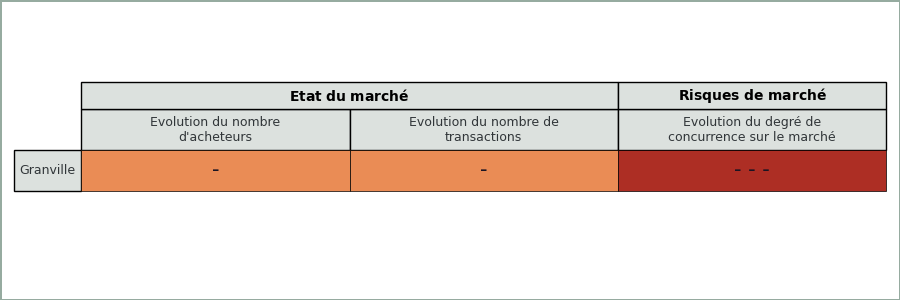 Etat du marché
Risques de marché
Evolution du nombre
d'acheteurs
Evolution du nombre de
transactions
Evolution du degré de
concurrence sur le marché
Granville
–
–
– – –